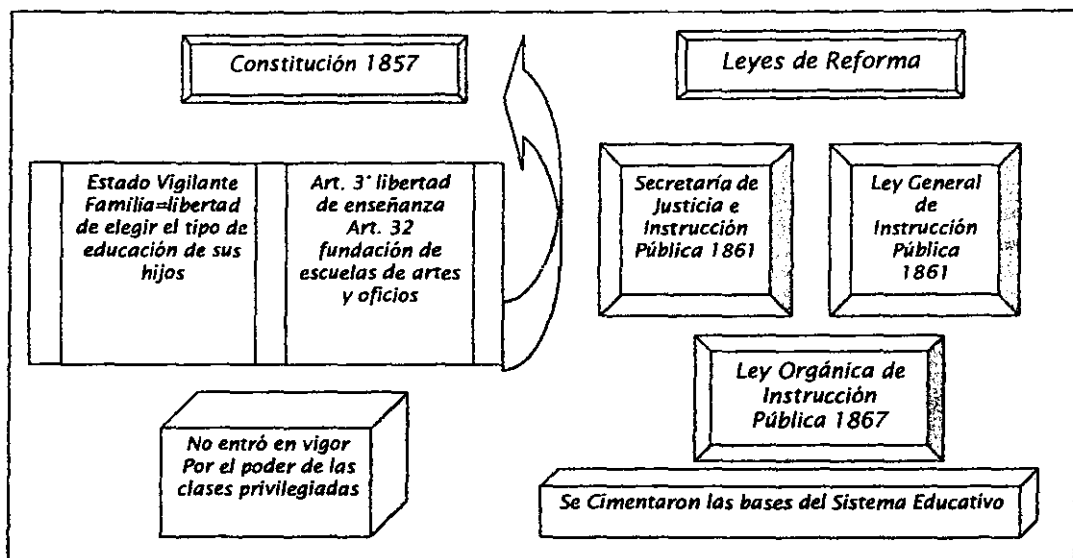 Constitución 1857
Leyes de Reforma
Estado Vigilante
Familia=libertad
de elegir el tipo de
educación de sus
hijos
Art. 3° libertad
de enseñanza
Art. 32
fundación de
escuelas de artes
y oficios
Secretaría de
Justicia e
Instrucción
Pública 1861
Ley General
de
Instrucción
Pública
1861
Ley Orgánica de
Instrucción
Pública 1867
No entró en vigor
Por el poder de las
clases privilegiadas
Se Cimentaron las bases del Sistema Educativo